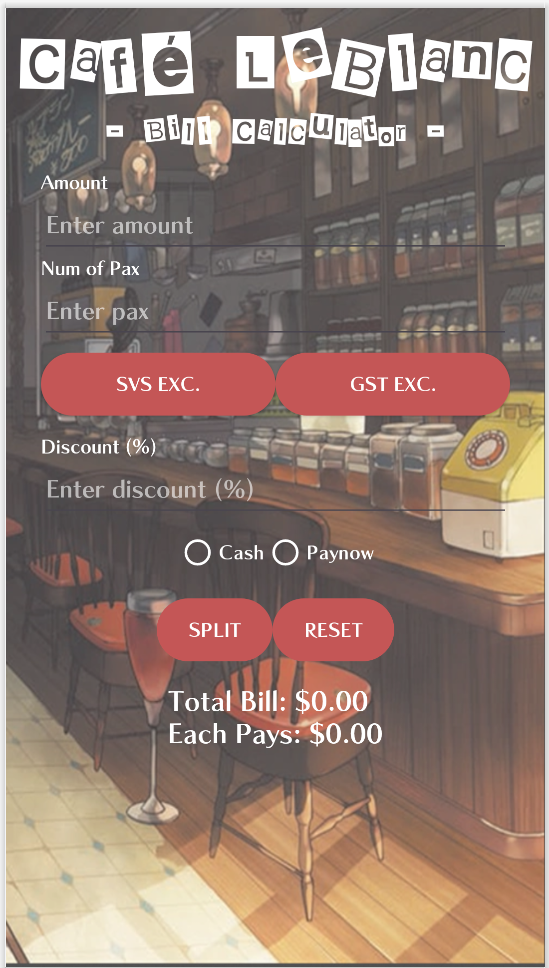 Café LeBlanc
- Bill Calculator -
Amount
Enter amount
Num of Pax
Enter pax
SVS EXC. GST EXC.
Discount (%)
Enter discount (%)
Cash Paynow
SPLIT RESET
Total Bill: $0.00
Each Pays: $0.00